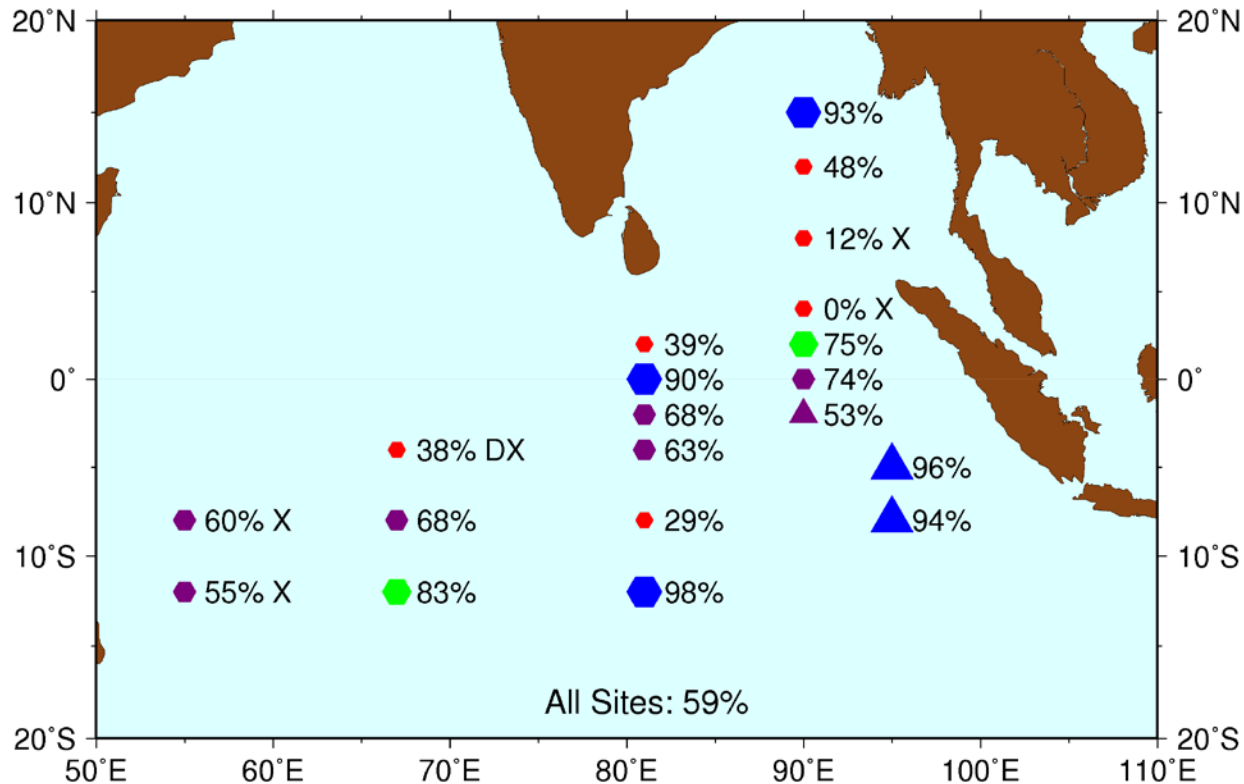 20°N 20°N
93%
48%
10°N 10°N
12% X
0% X
39% 75%
0° 90% 74% 0°
68% 53%
38% DX 63%
96%
60% X 68% 29% 94%
10°S 10°S
55% X 83% 98%
All Sites: 59%
20°S 20°S
50°E 60°E 70°E 80°E 90°E 100°E 110°E